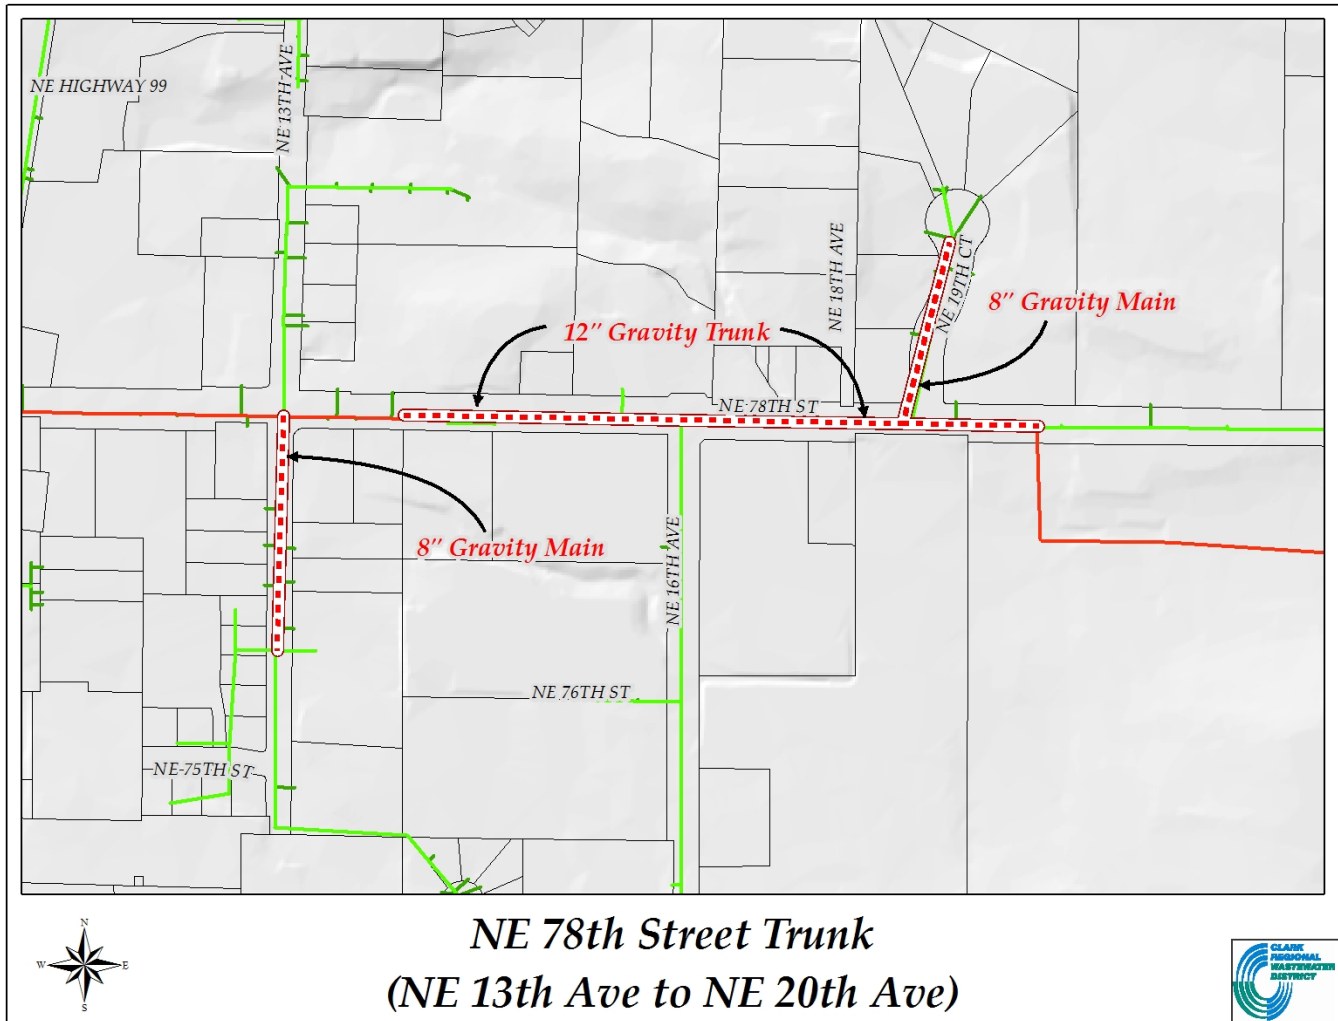 NE HIGHWAY 99
NE 13TH AVE
NE 18TH AVE
NE 19TH CT
8" Gravity Main
12" Gravity Trunk
NE 78TH ST
8" Gravity Main
NE 16TH AVE
NE 76TH ST
NE 75TH ST
N
W
E
S
NE 78th Street Trunk
(NE 13th Ave to NE 20th Ave)
CLARK
REGIONAL
WASTEWATER
DISTRICT